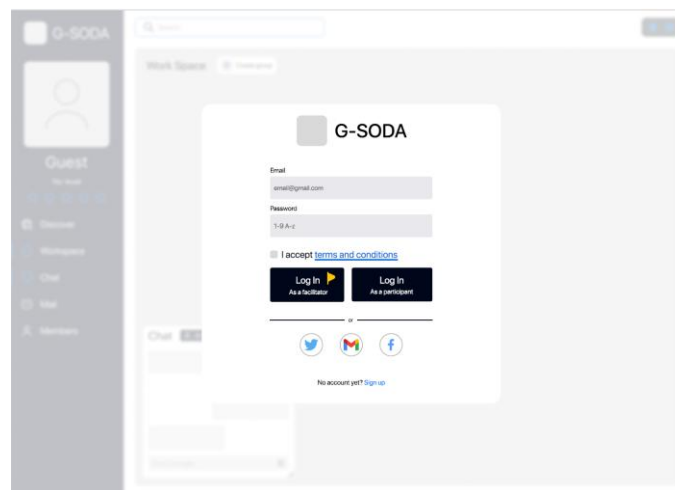 G-SODA
Search
Work Space
Guest
Discover
Workspace
Chat
Mail
Members
Chat
G-SODA
Email
email@gmail.com
Password
1-9 A-z
I accept terms and conditions
Log In
As a facilitator
Log In
As a participant
or
No account yet? Sign up